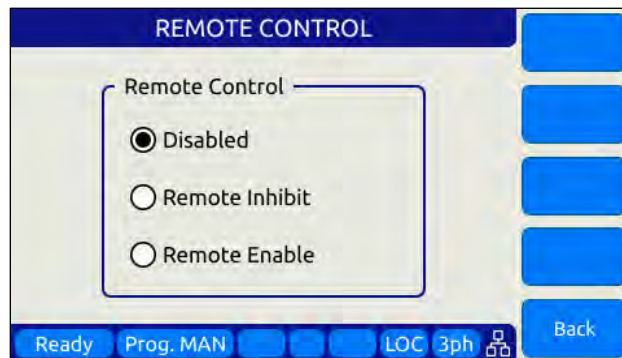 REMOTE CONTROL
Remote Control
Disabled
Remote Inhibit
Remote Enable
Back
Ready Prog. MAN LOC 3ph